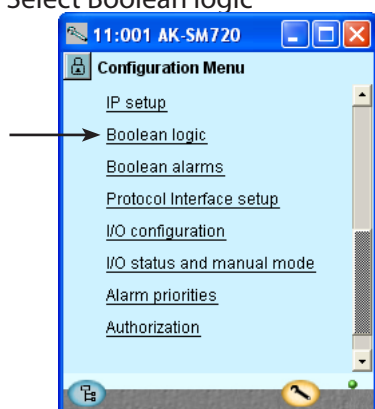 Select Boolean logic
11:001 AK-SM720
Configuration Menu
IP setup
Boolean logic
Boolean alarms
Protocol Interface setup
I/O configuration
I/O status and manual mode
Alarm priorities
Authorization